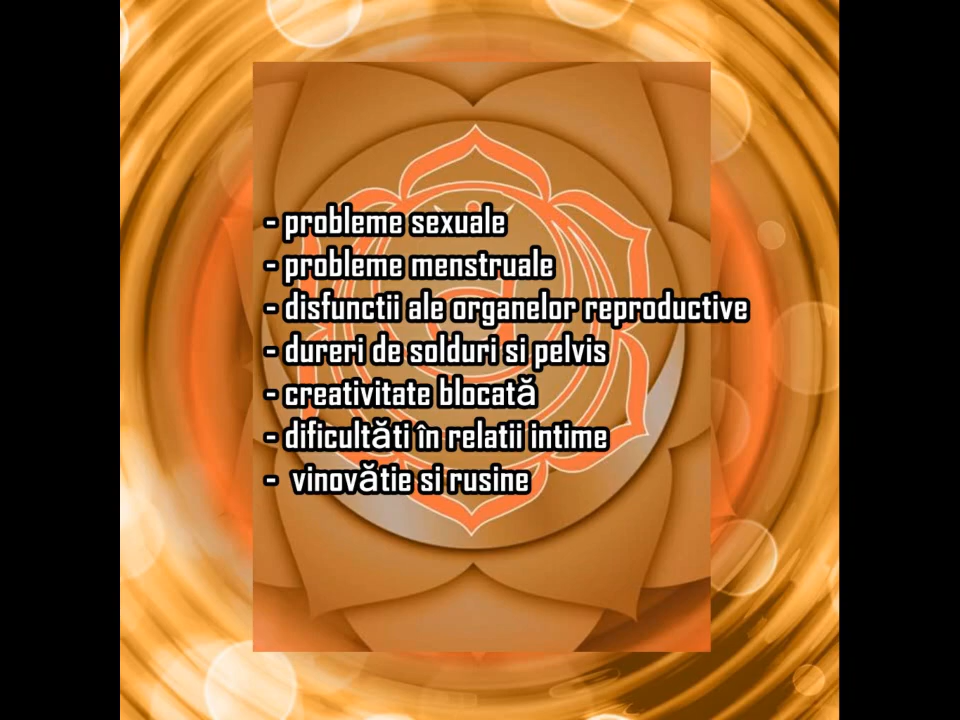 - probleme sexuale
- probleme menstruale
- disfunctii ale organelor reproductive
- dureri de solduri si pelvis
- creativitate blocată
- dificultăti în relatii intime
- vinovătie si rusine